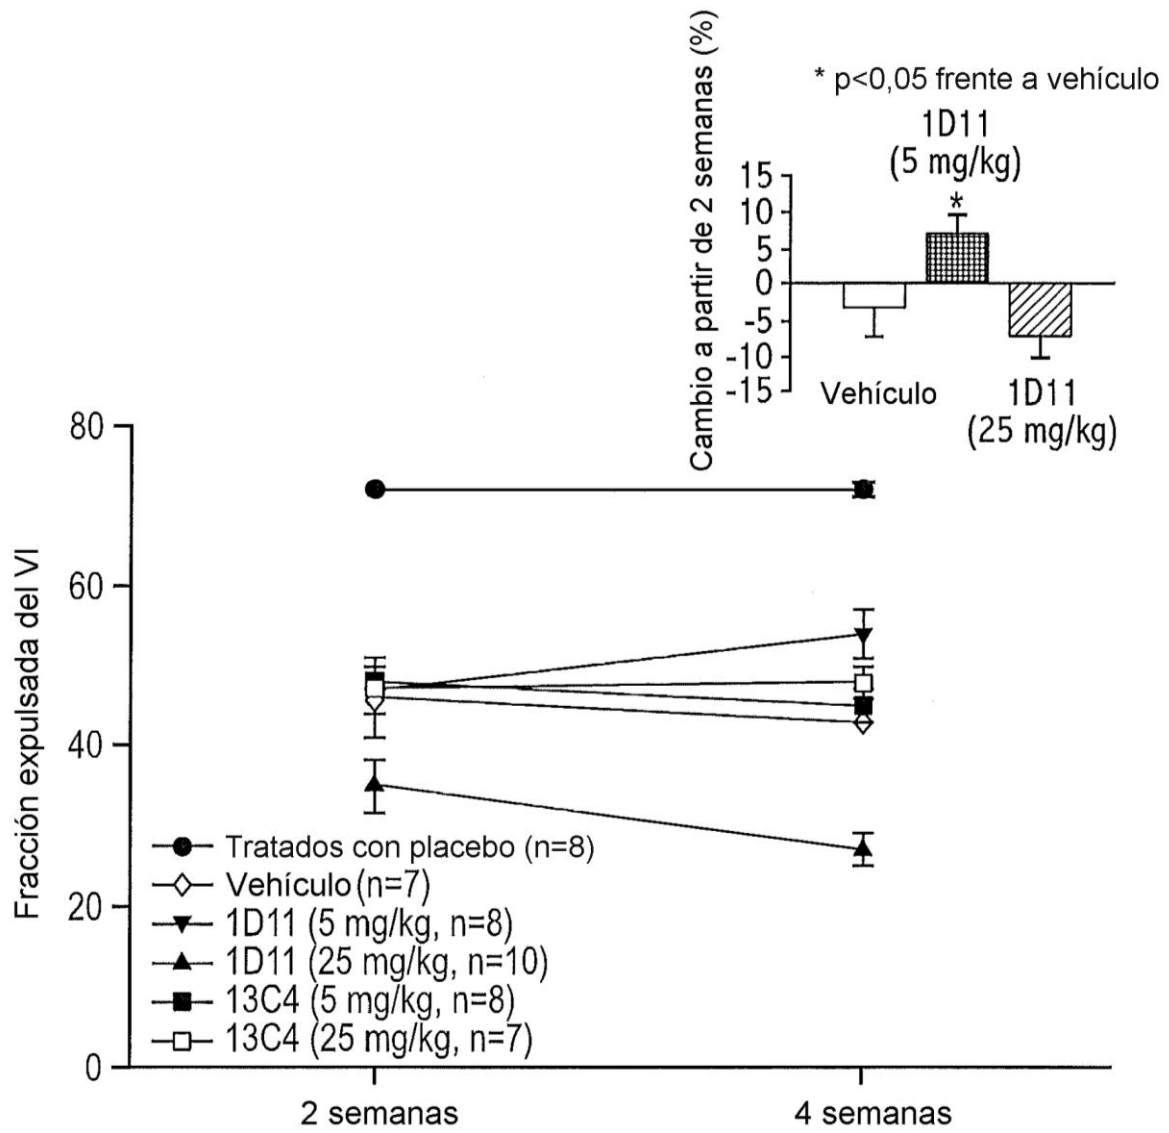 Cambio a partir de 2 semanas (%)
* p<0,05 frente a vehículo
1D11
(5 mg/kg)
*
15
10
5
0
-5
-10
-15
Vehículo
1D11
(25 mg/kg)
Fracción expulsada del VI
80
60
40
20
0
Tratados con placebo (n=8)
Vehículo (n=7)
1D11 (5 mg/kg, n=8)
1D11 (25 mg/kg, n=10)
13C4 (5 mg/kg, n=8)
13C4 (25 mg/kg, n=7)
2 semanas
4 semanas